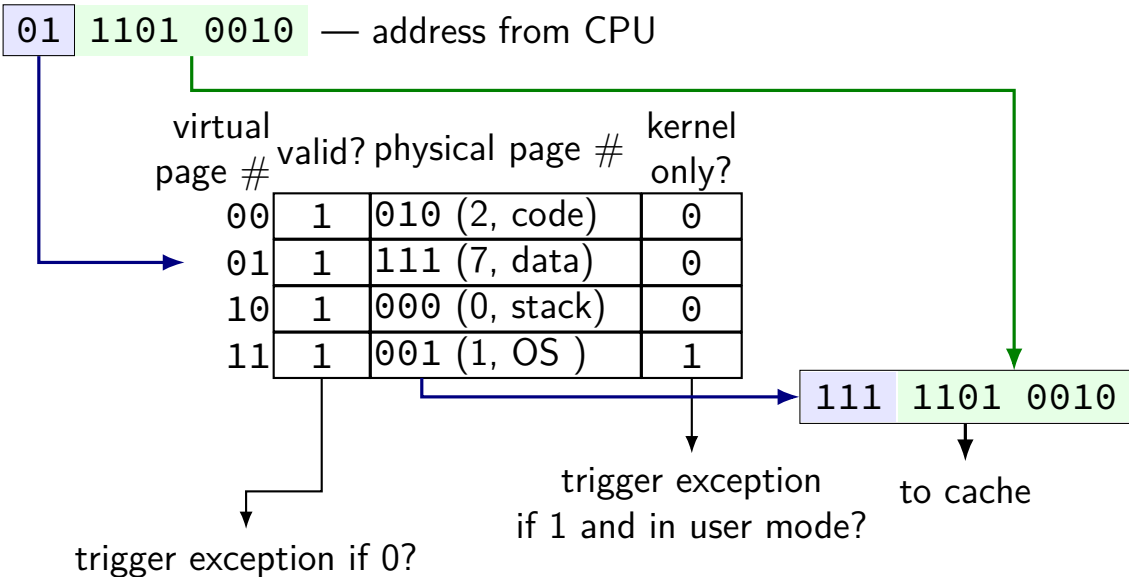 01 1101 0010 — address from CPU
virtual page #
valid?
physical page #
kernel only?
00 1 010 (2, code) 0
01 1 111 (7, data) 0
10 1 000 (0, stack) 0
11 1 001 (1, OS ) 1
111 1101 0010
trigger exception
if 1 and in user mode?
to cache
trigger exception if 0?